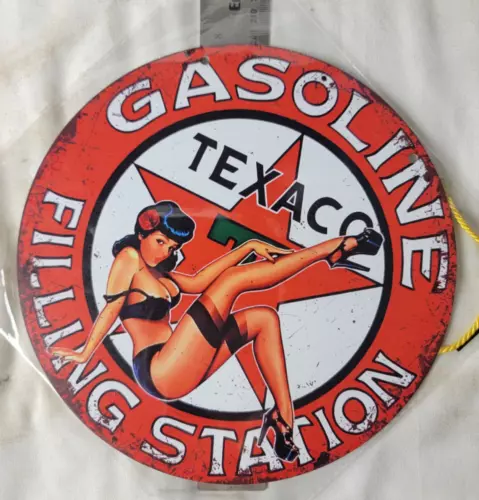 GASOLINE
TEXACO
T
FILLING STATION